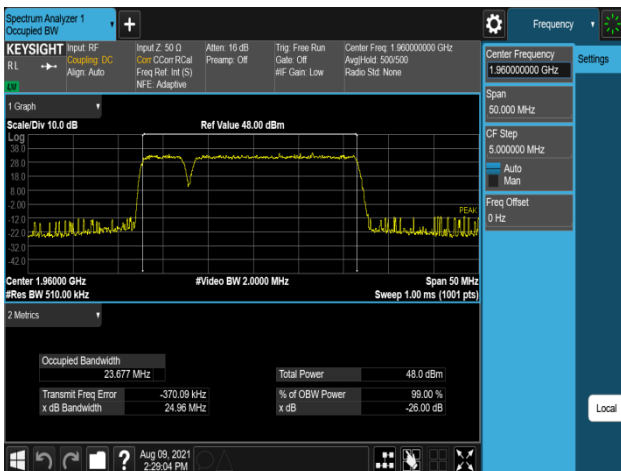 Spectrum Analyzer 1
Occupied BW
Frequency
KEYSIGHT
RL
Input: RF
Coupling: DC
Align: Auto
Input Z: 50 Ω
Corr CCorr RCal
Freq Ref: Int (S)
NFE: Adaptive
Atten: 16 dB
Preamp: Off
Trig: Free Run
Gate: Off
#IF Gain: Low
Center Freq: 1.960000000 GHz
Avg|Hold: 500/500
Radio Std: None
Center Frequency
1.960000000 GHz
Settings
Span
50.000 MHz
CF Step
5.000000 MHz
Auto
Man
Freq Offset
0 Hz
Local
1 Graph
Scale/Div 10.0 dB
Ref Value 48.00 dBm
Log
38.0
28.0
18.0
8.00
-2.00
-12.0
-22.0
-32.0
-42.0
PEAK
Center 1.96000 GHz
#Video BW 2.0000 MHz
Span 50 MHz
#Res BW 510.00 kHz
Sweep 1.00 ms (1001 pts)
2 Metrics
Occupied Bandwidth
23.677 MHz
Total Power
48.0 dBm
Transmit Freq Error
-370.09 kHz
% of OBW Power
99.00 %
x dB Bandwidth
24.96 MHz
x dB
-26.00 dB
?
Aug 09, 2021
2:29:04 PM